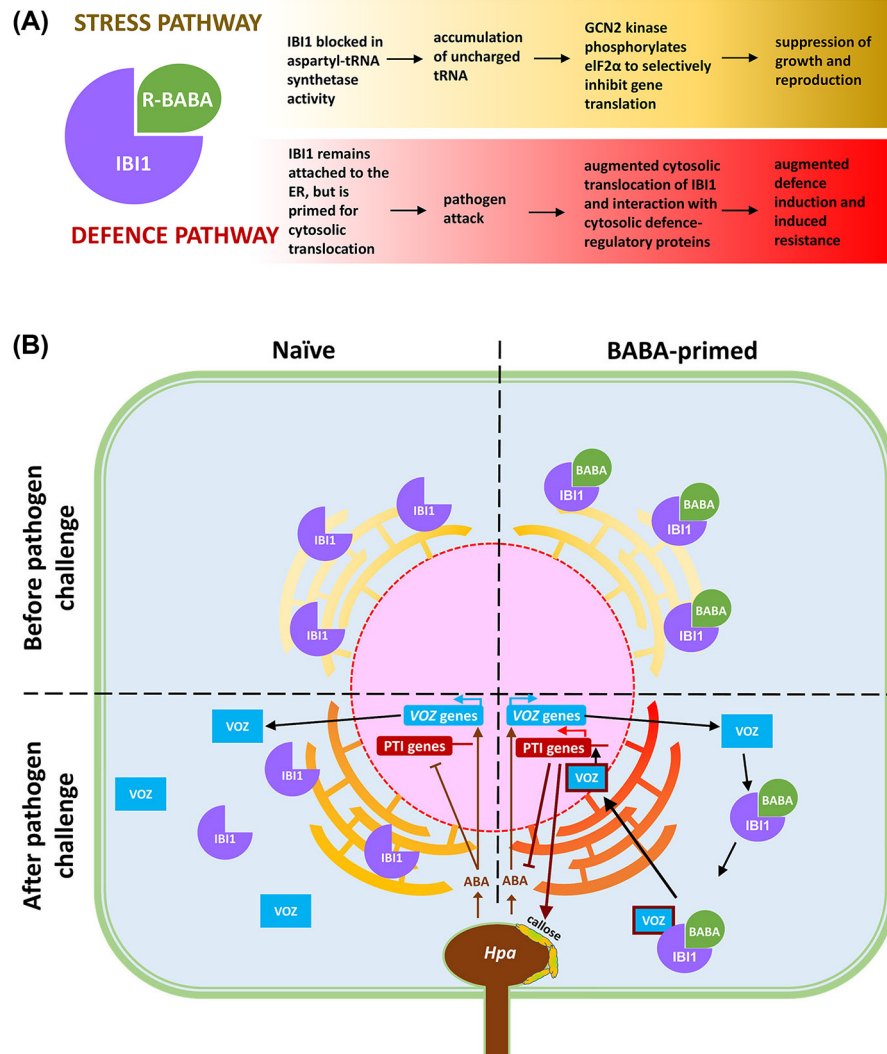 (A)
STRESS PATHWAY
R-BABA
IBI1
DEFENCE PATHWAY
IBI1 blocked in
aspartyl-tRNA
synthetase
activity
accumulation
of uncharged
tRNA
GCN2 kinase
phosphorylates
eIF2α to selectively
inhibit gene
translation
suppression of
growth and
reproduction
IBI1 remains
attached to the
ER, but is
primed for
cytosolic
translocation
pathogen
attack
augmented cytosolic
translocation of IBI1
and interaction with
cytosolic defence-
regulatory proteins
augmented
defence
induction and
induced
resistance
(B)
Naïve
BABA-primed
Before pathogen
challenge
IBI1
IBI1
IBI1
BABA
IBI1
BABA
IBI1
BABA
IBI1
After pathogen
challenge
VOZ
VOZ genes
PTI genes
IBI1
VOZ
IBI1
IBI1
VOZ
ABA
VOZ genes
PTI genes
VOZ
VOZ
BABA
IBI1
ABA
VOZ
BABA
IBI1
callose
Hpa